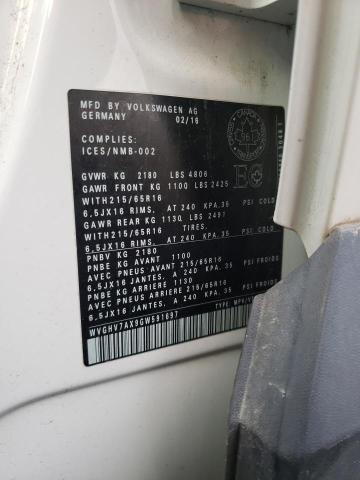 MFD BY VOLKSWAGEN AG
GERMANY 02/16
COMPLIES:
ICES/NMB-002
GVWR KG 2180 LBS 4806
GAWR FRONT KG 1100 LBS 2425
WITH215/65R16
6.5JX16 RIMS. AT 240 KPA.35 PSI COLD
GAWR REAR KG 1130 LBS 2491
WITH215/65R16 TIRES.
6.5JX16 RIMS. AT 240 KPA. 35 PSI COLD
PNBV KG 2180
PNBE KG AVANT 1100
AVEC PNEUS AVANT 215/65R16
6.5JX16 JANTES. A 240 KPA. 35 PSI FROIDS
PNBE KG ARRIERE 1130
AVEC PNEUS ARRIERE 215/65R16
6.5JX16 JANTES. A 240 KPA. 35 PSI FROIDS
WVGHV7AX9GW591697 TYPE